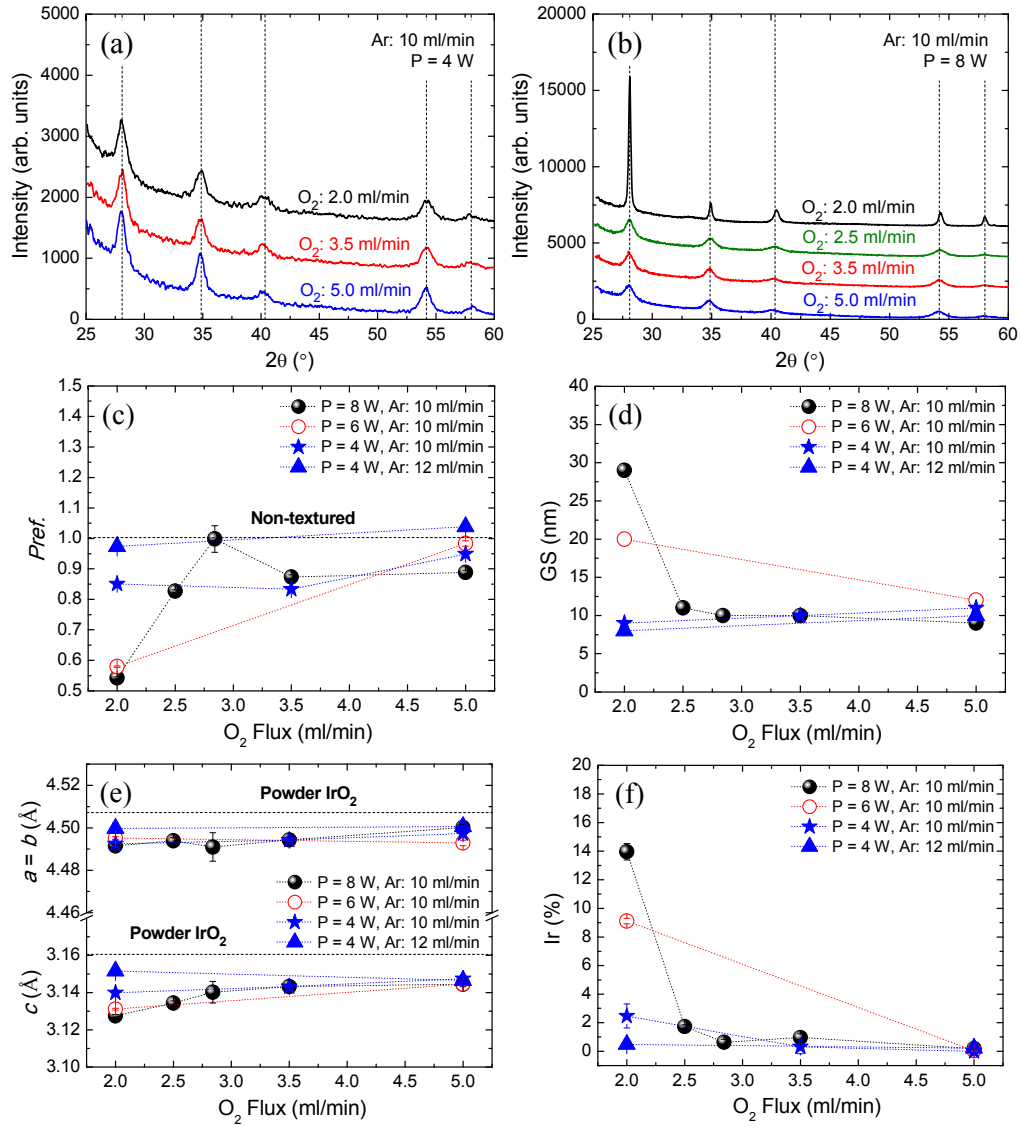 (a)
Ar: 10 ml/min
P = 4 W
O2: 2.0 ml/min
O2: 3.5 ml/min
O2: 5.0 ml/min
5000
4000
3000
2000
1000
0
Intensity (arb. units)
25 30 35 40 45 50 55 60
2θ (°)
(b)
Ar: 10 ml/min
P = 8 W
O2: 2.0 ml/min
O2: 2.5 ml/min
O2: 3.5 ml/min
O2: 5.0 ml/min
20000
15000
10000
5000
0
Intensity (arb. units)
25 30 35 40 45 50 55 60
2θ (°)
(c)
P = 8 W, Ar: 10 ml/min
P = 6 W, Ar: 10 ml/min
P = 4 W, Ar: 10 ml/min
P = 4 W, Ar: 12 ml/min
Non-textured
1.5
1.4
1.3
1.2
1.1
1.0
0.9
0.8
0.7
0.6
0.5
Pref.
2.0 2.5 3.0 3.5 4.0 4.5 5.0
O2 Flux (ml/min)
(d)
P = 8 W, Ar: 10 ml/min
P = 6 W, Ar: 10 ml/min
P = 4 W, Ar: 10 ml/min
P = 4 W, Ar: 12 ml/min
40
35
30
25
20
15
10
5
0
GS (nm)
2.0 2.5 3.0 3.5 4.0 4.5 5.0
O2 Flux (ml/min)
(e)
Powder IrO2
P = 8 W, Ar: 10 ml/min
P = 6 W, Ar: 10 ml/min
P = 4 W, Ar: 10 ml/min
P = 4 W, Ar: 12 ml/min
Powder IrO2
4.52
4.50
4.48
4.46
a = b (Å)
3.16
3.14
3.12
3.10
c (Å)
2.0 2.5 3.0 3.5 4.0 4.5 5.0
O2 Flux (ml/min)
(f)
P = 8 W, Ar: 10 ml/min
P = 6 W, Ar: 10 ml/min
P = 4 W, Ar: 10 ml/min
P = 4 W, Ar: 12 ml/min
20
18
16
14
12
10
8
6
4
2
0
Ir (%)
2.0 2.5 3.0 3.5 4.0 4.5 5.0
O2 Flux (ml/min)